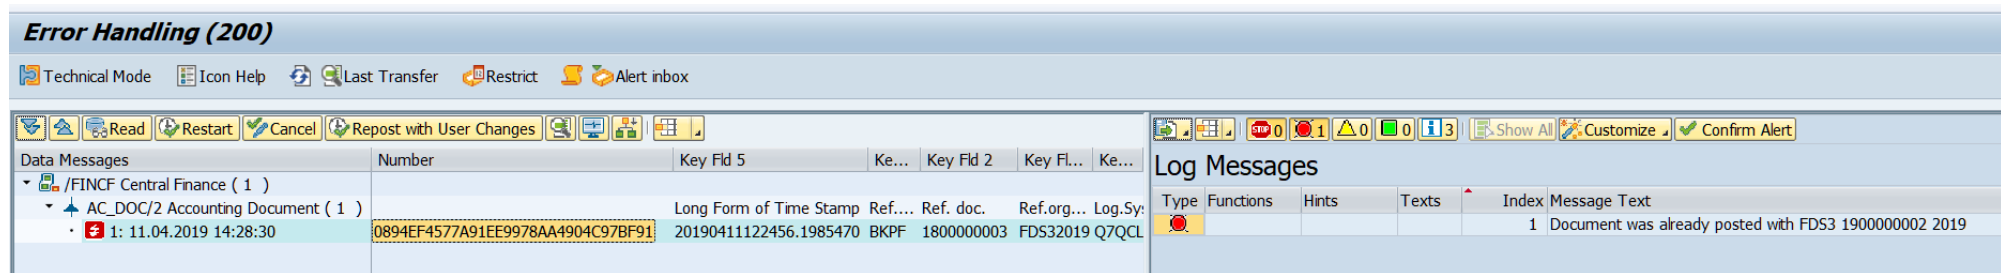 Error Handling (200)
Technical Mode Icon Help Last Transfer Restrict Alert inbox
Read Restart Cancel Repost with User Changes
Data Messages Number Key Fld 5 Ke... Key Fld 2 Key Fl... Ke...
/FINCF Central Finance ( 1 )
AC_DOC/2 Accounting Document ( 1 ) Long Form of Time Stamp Ref.... Ref. doc. Ref.org... Log.Sy
1: 11.04.2019 14:28:30 0894EF4577A91EE9978AA4904C97BF91 20190411122456.1985470 BKPF 1800000003 FDS32019 Q7QCL
STOP 0 1 0 0 3 Show All Customize Confirm Alert
Log Messages
Type Functions Hints Texts Index Message Text
1 Document was already posted with FDS3 1900000002 2019